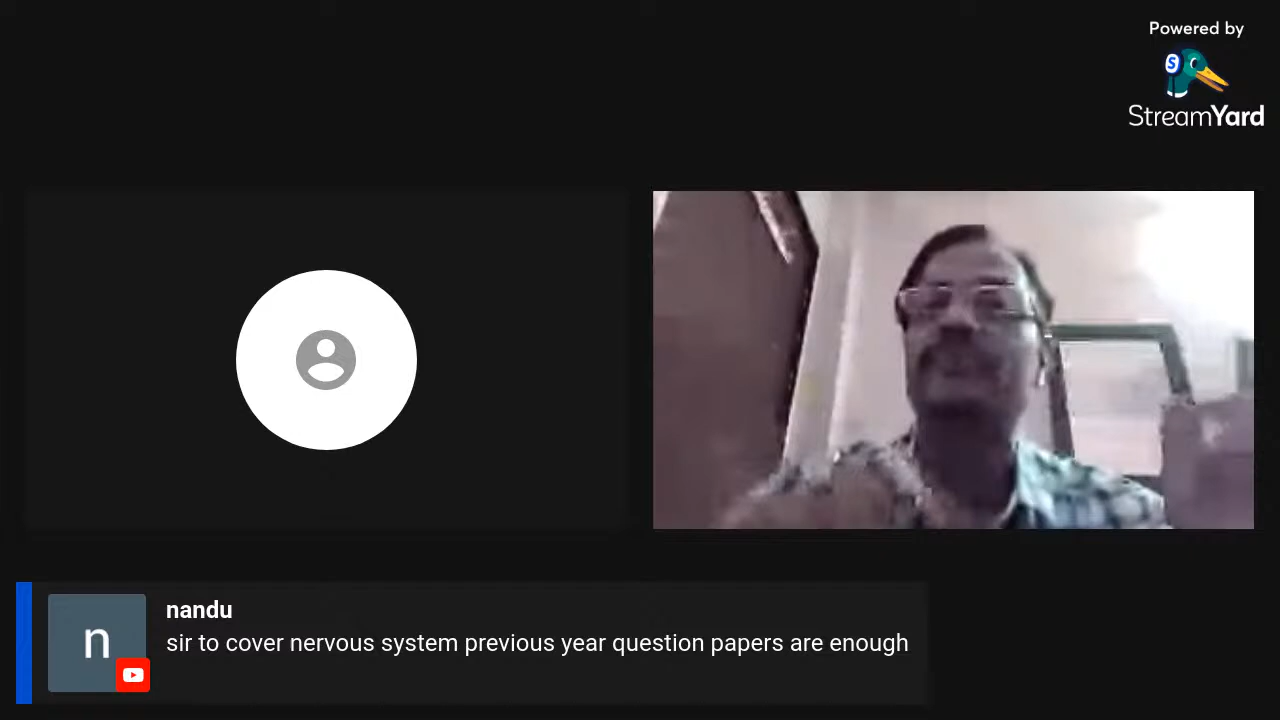 Powered by
S
StreamYard
n
nandu
sir to cover nervous system previous year question papers are enough